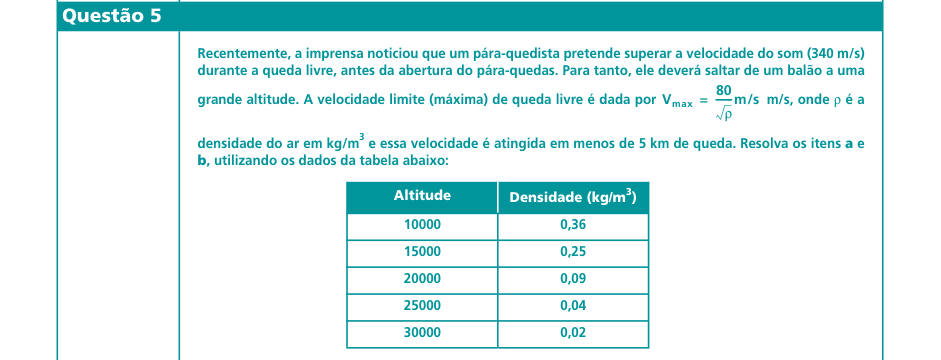 Questão 5
Recentemente, a imprensa noticiou que um pára-quedista pretende superar a velocidade do som (340 m/s)
durante a queda livre, antes da abertura do pára-quedas. Para tanto, ele deverá saltar de um balão a uma
grande altitude. A velocidade limite (máxima) de queda livre é dada por Vmax = 80/√ρ m/s m/s, onde ρ é a
densidade do ar em kg/m³ e essa velocidade é atingida em menos de 5 km de queda. Resolva os itens a e
b, utilizando os dados da tabela abaixo:
Altitude Densidade (kg/m³)
10000 0,36
15000 0,25
20000 0,09
25000 0,04
30000 0,02